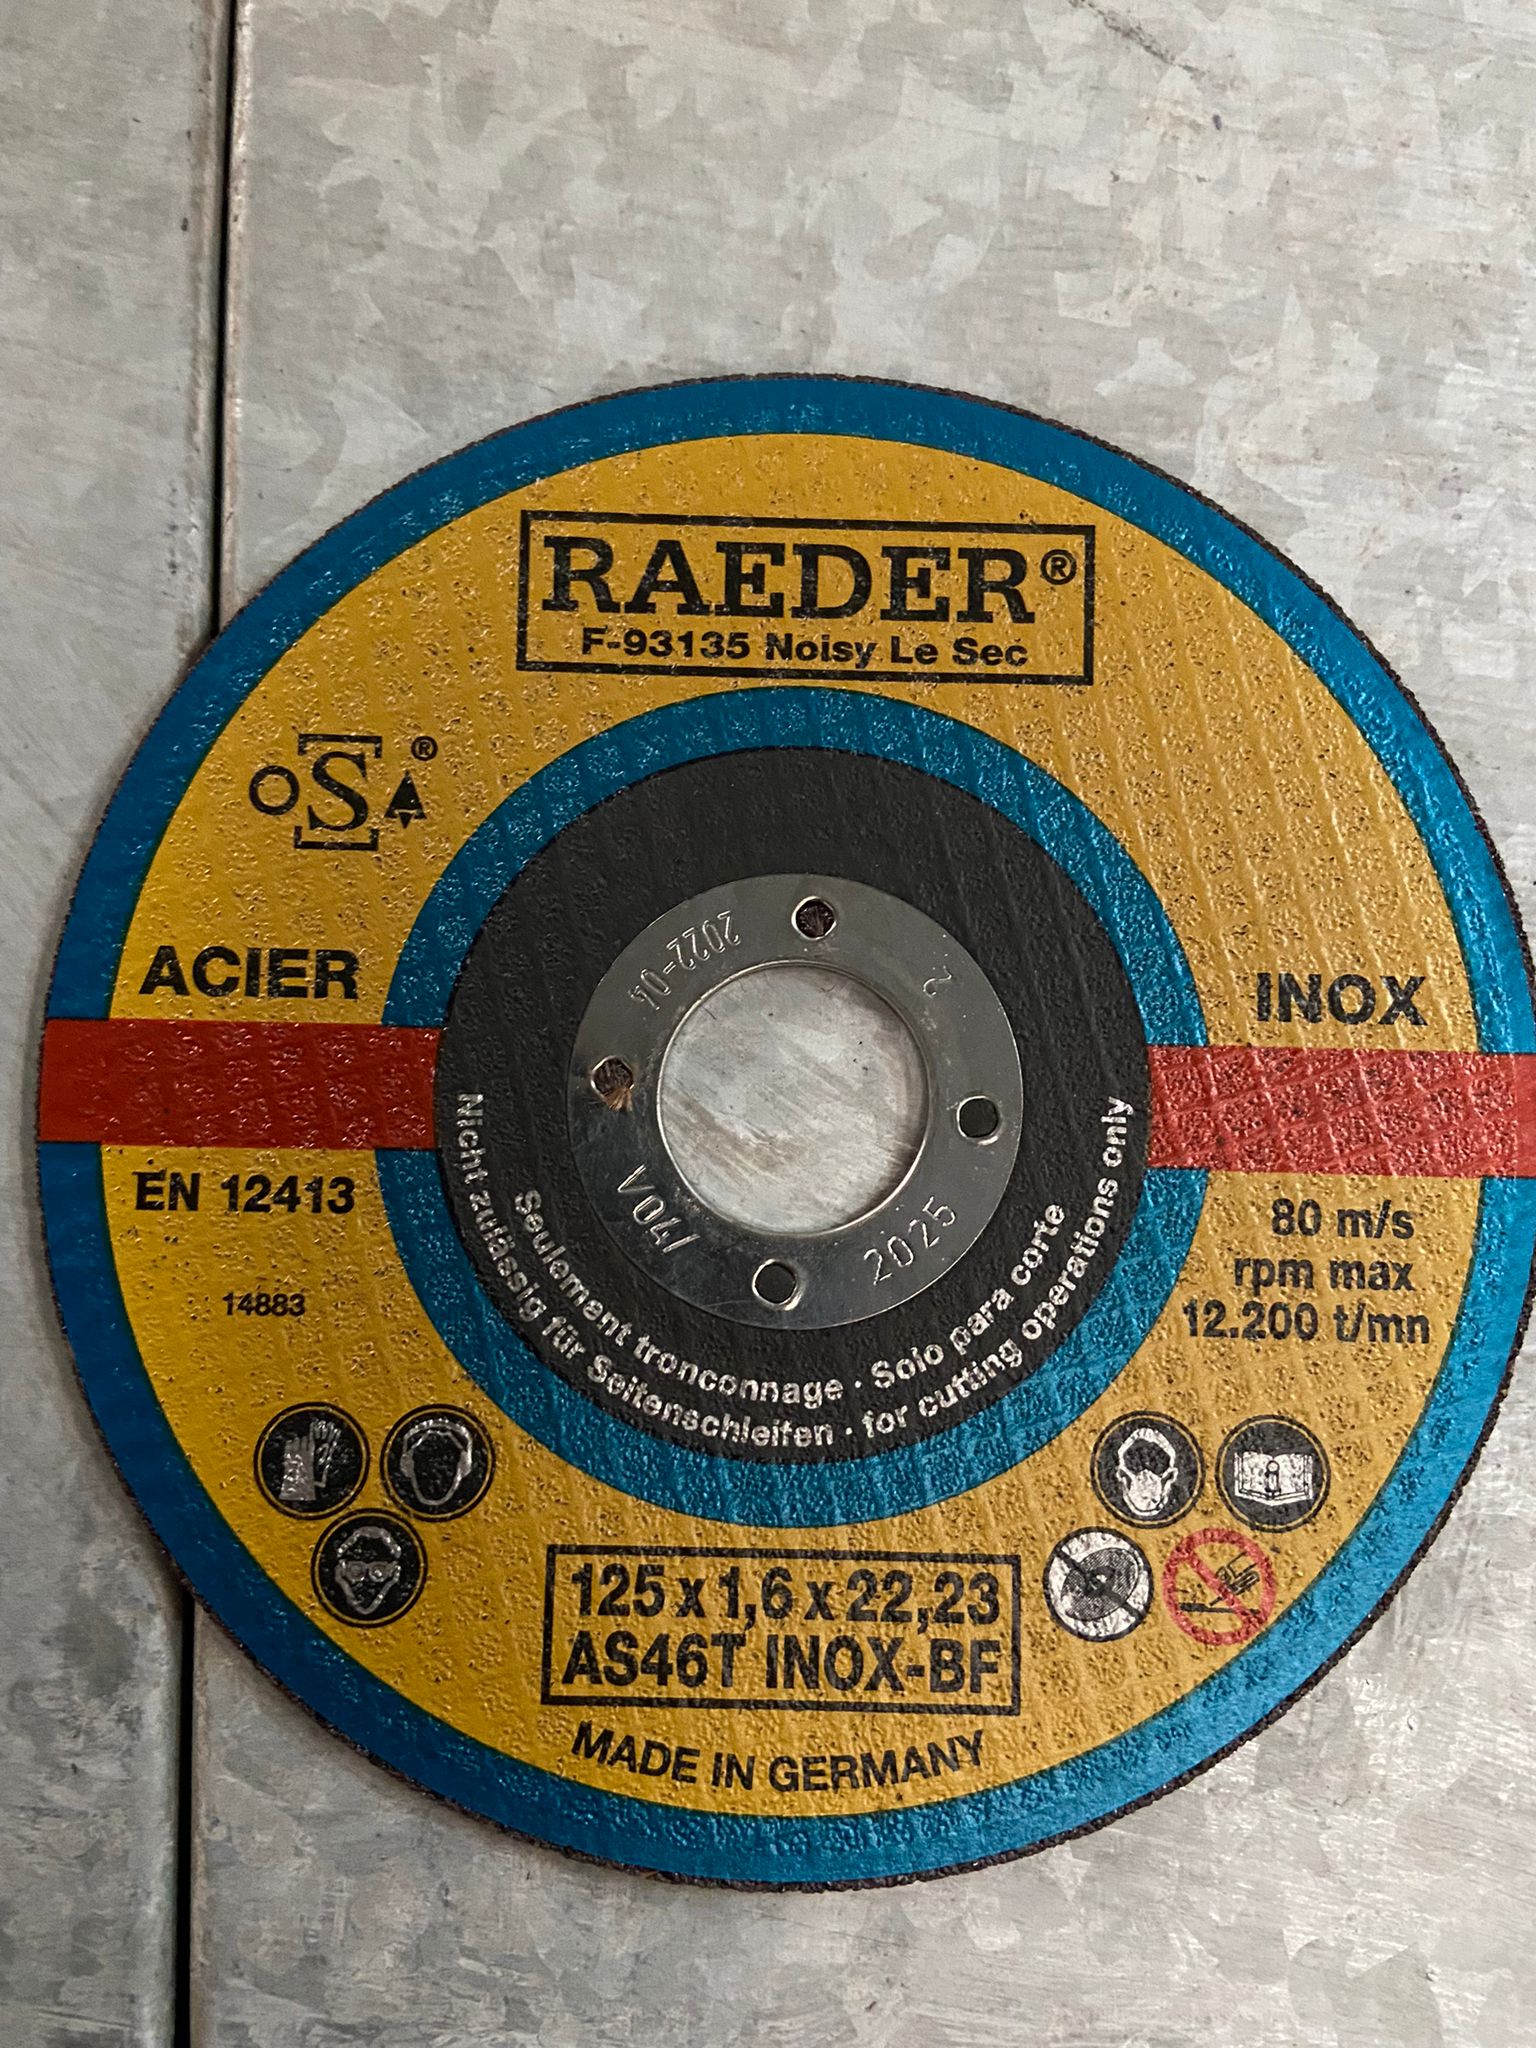 RAEDER®
F-93135 Noisy Le Sec
OSA®
ACIER
INOX
2022-04
2
V04/
2025
EN 12413
14883
80 m/s
rpm max
12.200 t/mn
Seulement tronconnage · Solo para corte
Nicht zulässig für Seitenschleifen · for cutting operations only
125 x 1,6 x 22,23
AS46T INOX-BF
MADE IN GERMANY